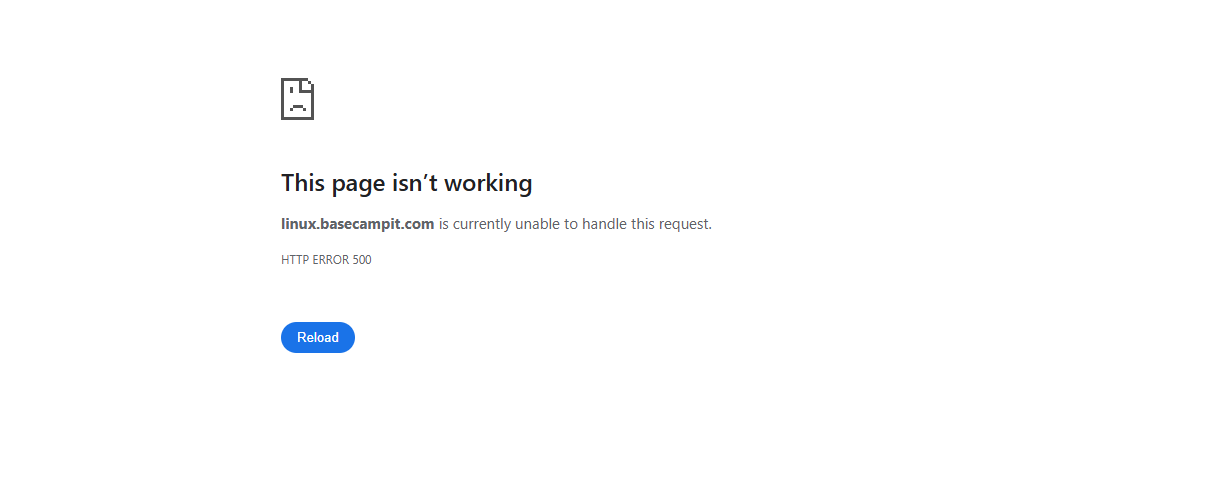 This page isn’t working
linux.basecampit.com is currently unable to handle this request.
HTTP ERROR 500
Reload